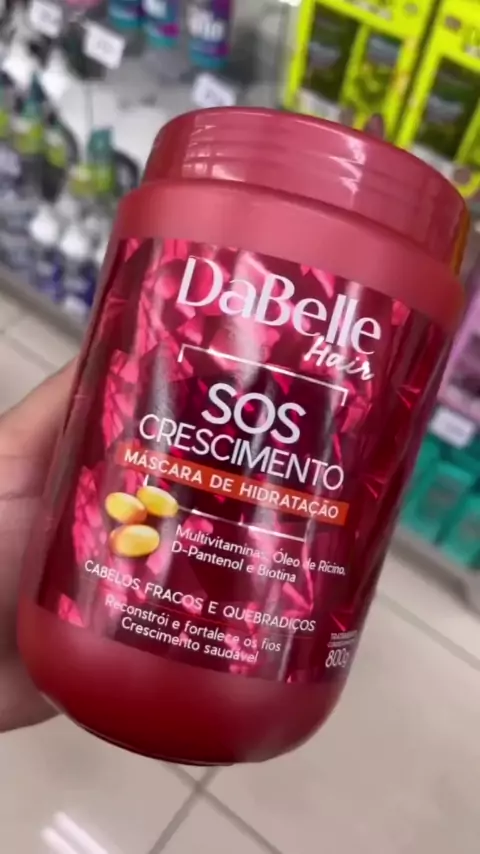 DaBelle
Hair
SOS
CRESCIMENTO
MÁSCARA DE HIDRATAÇÃO
Multivitaminas, Óleo de Rícino,
D-Pantenol e Biotina
CABELOS FRACOS E QUEBRADIÇOS
Reconstrói e fortalece os fios
Crescimento saudável
TRATAMENTO
800g